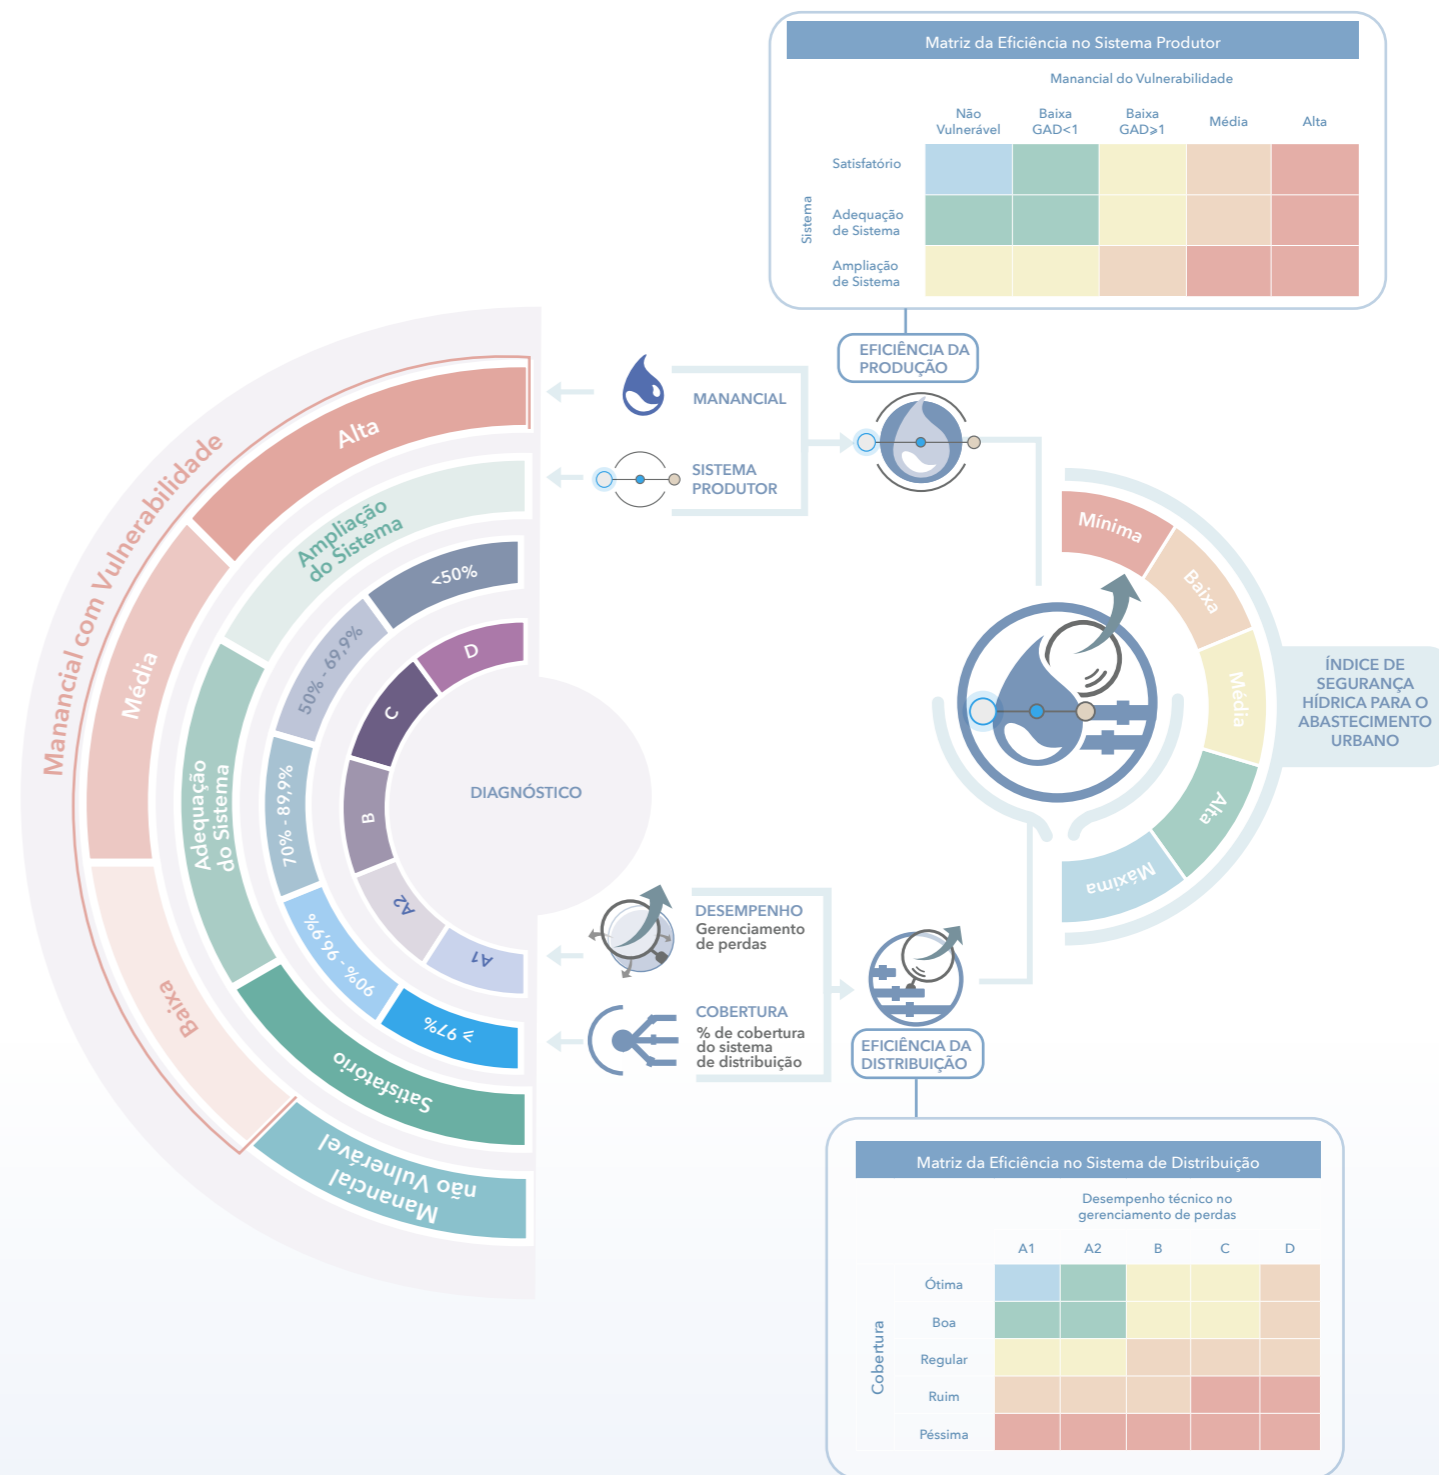 Matriz da Eficiência no Sistema Produtor
Manancial do Vulnerabilidade
Não
Vulnerável
Baixa
GAD<1
Baixa
GAD⩾1
Média
Alta
Sistema
Satisfatório
Adequação
de Sistema
Ampliação
de Sistema
EFICIÊNCIA DA
PRODUÇÃO
MANANCIAL
SISTEMA
PRODUTOR
Manancial com Vulnerabilidade
Alta
Média
Baixa
Manancial
não Vulnerável
Ampliação
do Sistema
Adequação
do Sistema
Satisfatório
<50%
50% - 69,9%
70% - 89,9%
90% - 96,9%
⩾ 97%
D
C
B
A2
A1
DIAGNÓSTICO
Mínima
Baixa
Média
Alta
Máxima
ÍNDICE DE
SEGURANÇA
HÍDRICA PARA O
ABASTECIMENTO
URBANO
DESEMPENHO
Gerenciamento
de perdas
COBERTURA
% de cobertura
do sistema
de distribuição
EFICIÊNCIA DA
DISTRIBUIÇÃO
Matriz da Eficiência no Sistema de Distribuição
Desempenho técnico no
gerenciamento de perdas
A1 A2 B C D
Cobertura
Ótima
Boa
Regular
Ruim
Péssima